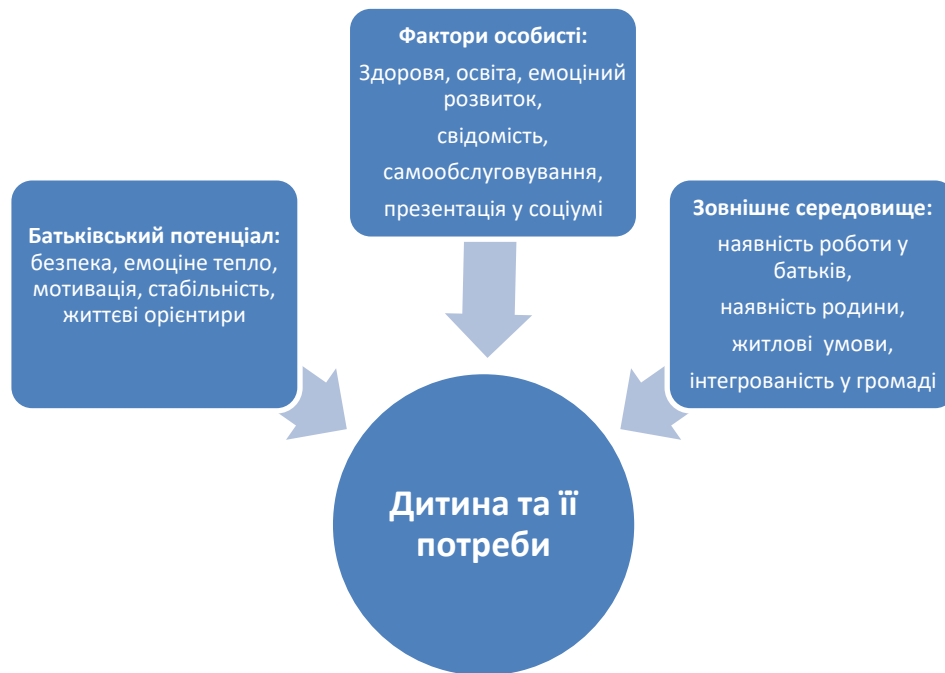 Фактори особисті:
Здоровя, освіта, емоціний
розвиток,
свідомість,
самообслуговування,
презентація у соціумі
Батьківський потенціал:
безпека, емоціне тепло,
мотивація, стабільність,
життєві орієнтири
Зовнішнє середовище:
наявність роботи у
батьків,
наявність родини,
житлові умови,
інтегрованість у громаді
Дитина та її
потреби